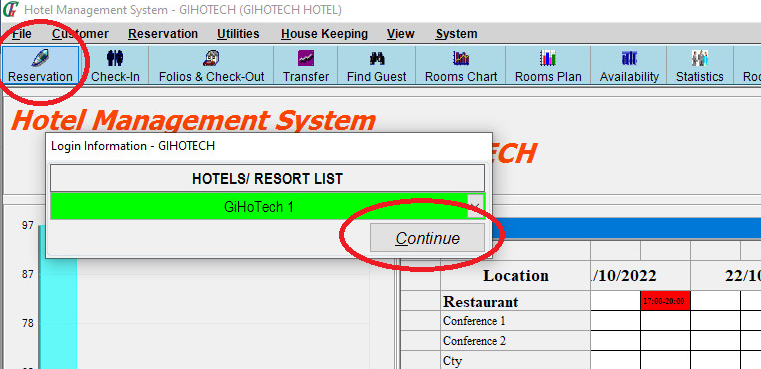 Hotel Management System - GIHOTECH (GIHOTECH HOTEL)
File Customer Reservation Utilities House Keeping View System
Reservation Check-In Folios & Check-Out Transfer Find Guest Rooms Chart Rooms Plan Availability Statistics
Hotel Management System
ECH
Login Information - GIHOTECH
HOTELS/ RESORT LIST
GiHoTech 1
Continue
97
87
78
Location /10/2022 22/10
Restaurant 17:00-20:00
Conference 1
Conference 2
Cty